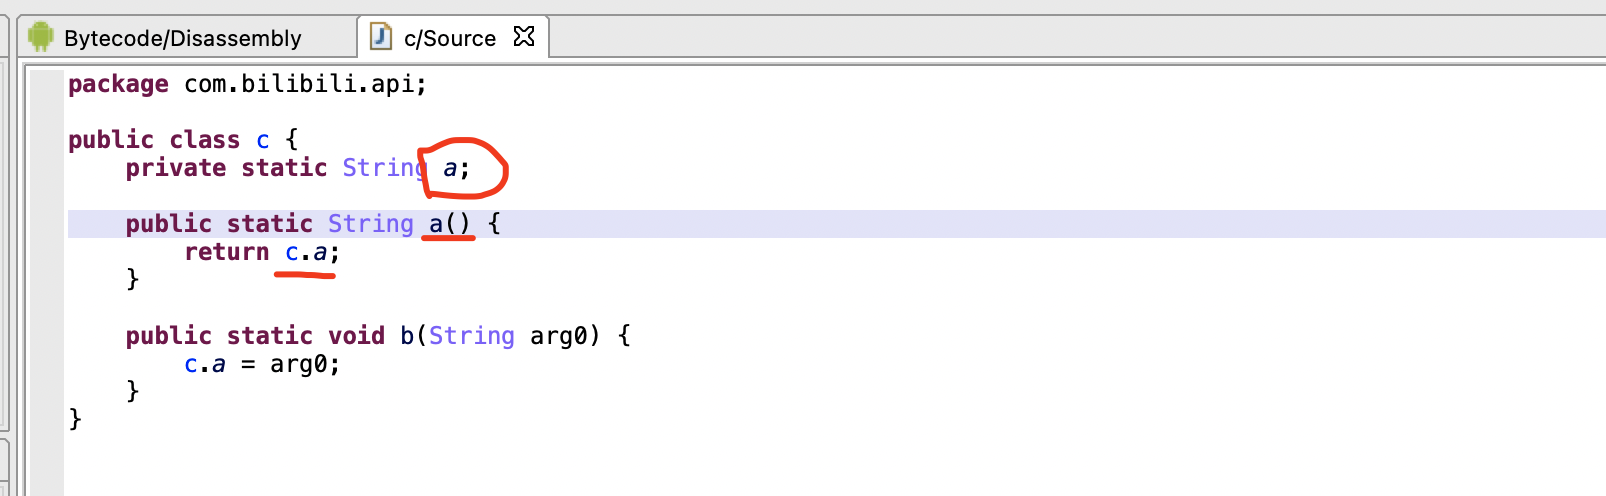 Bytecode/Disassembly c/Source
package com.bilibili.api;
public class c {
private static String a;
public static String a() {
return c.a;
}
public static void b(String arg0) {
c.a = arg0;
}
}